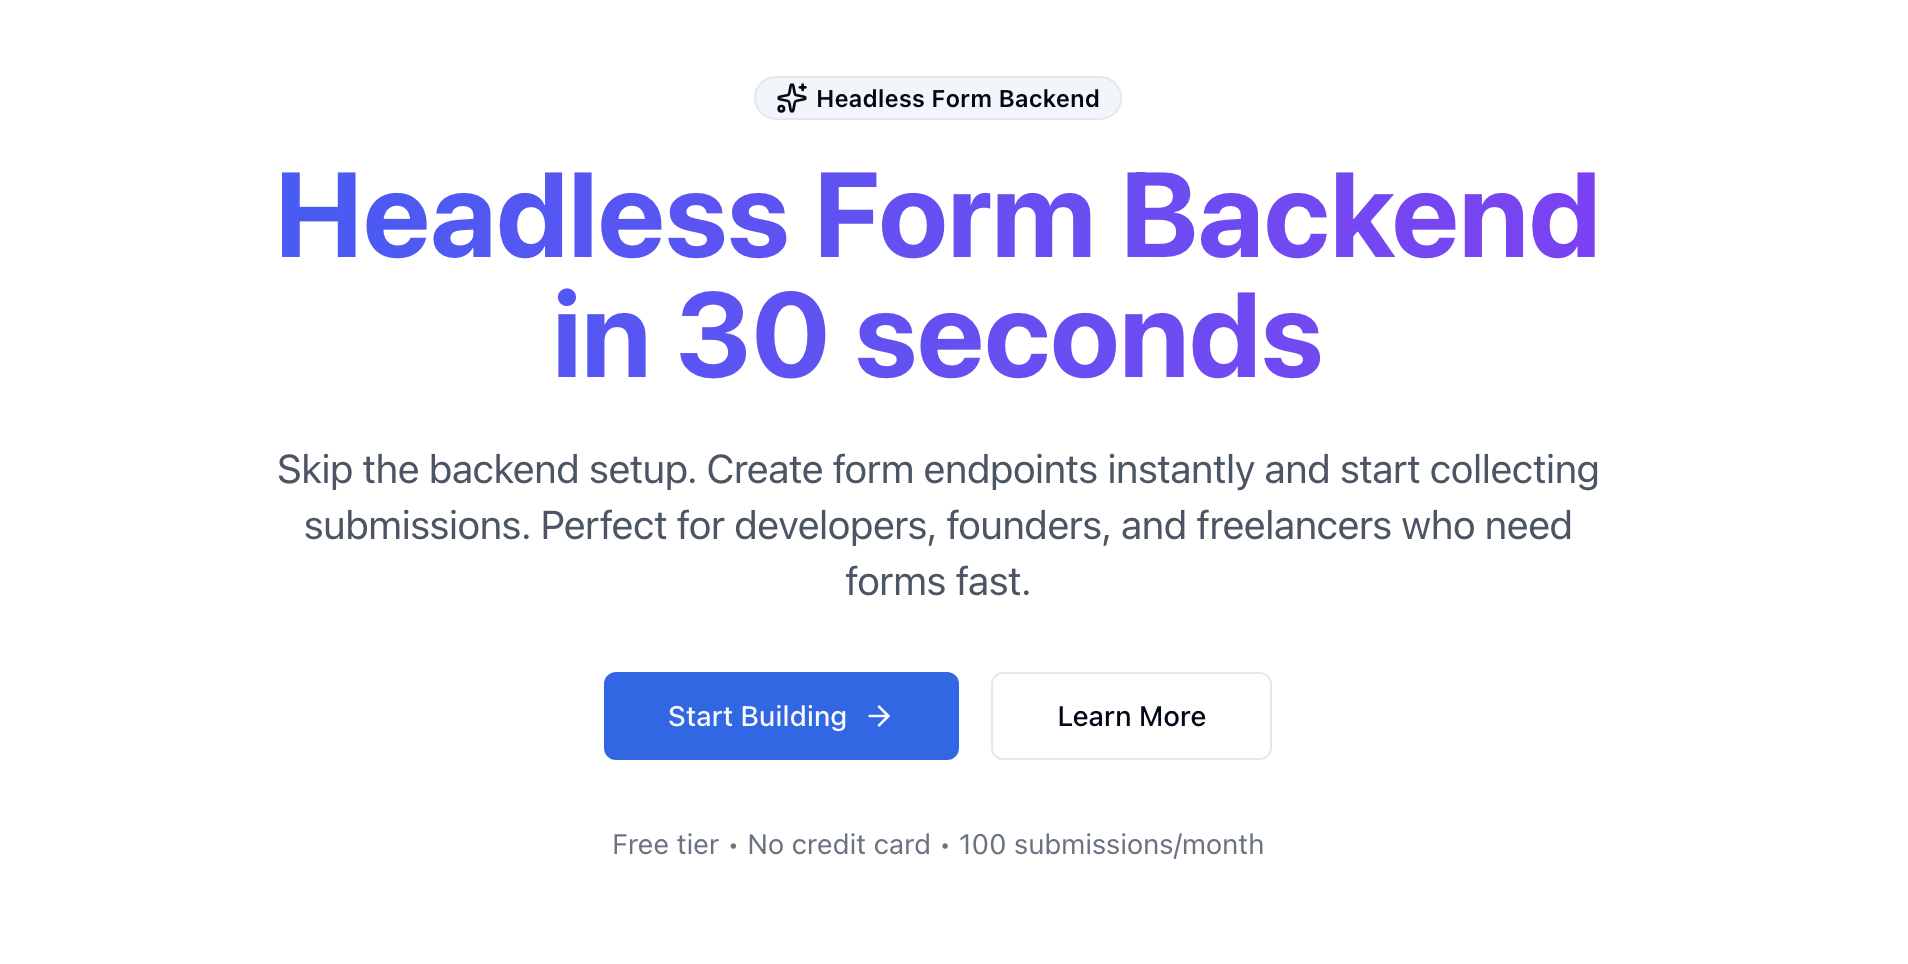 Headless Form Backend
Headless Form Backend
in 30 seconds
Skip the backend setup. Create form endpoints instantly and start collecting
submissions. Perfect for developers, founders, and freelancers who need
forms fast.
Start Building →
Learn More
Free tier • No credit card • 100 submissions/month